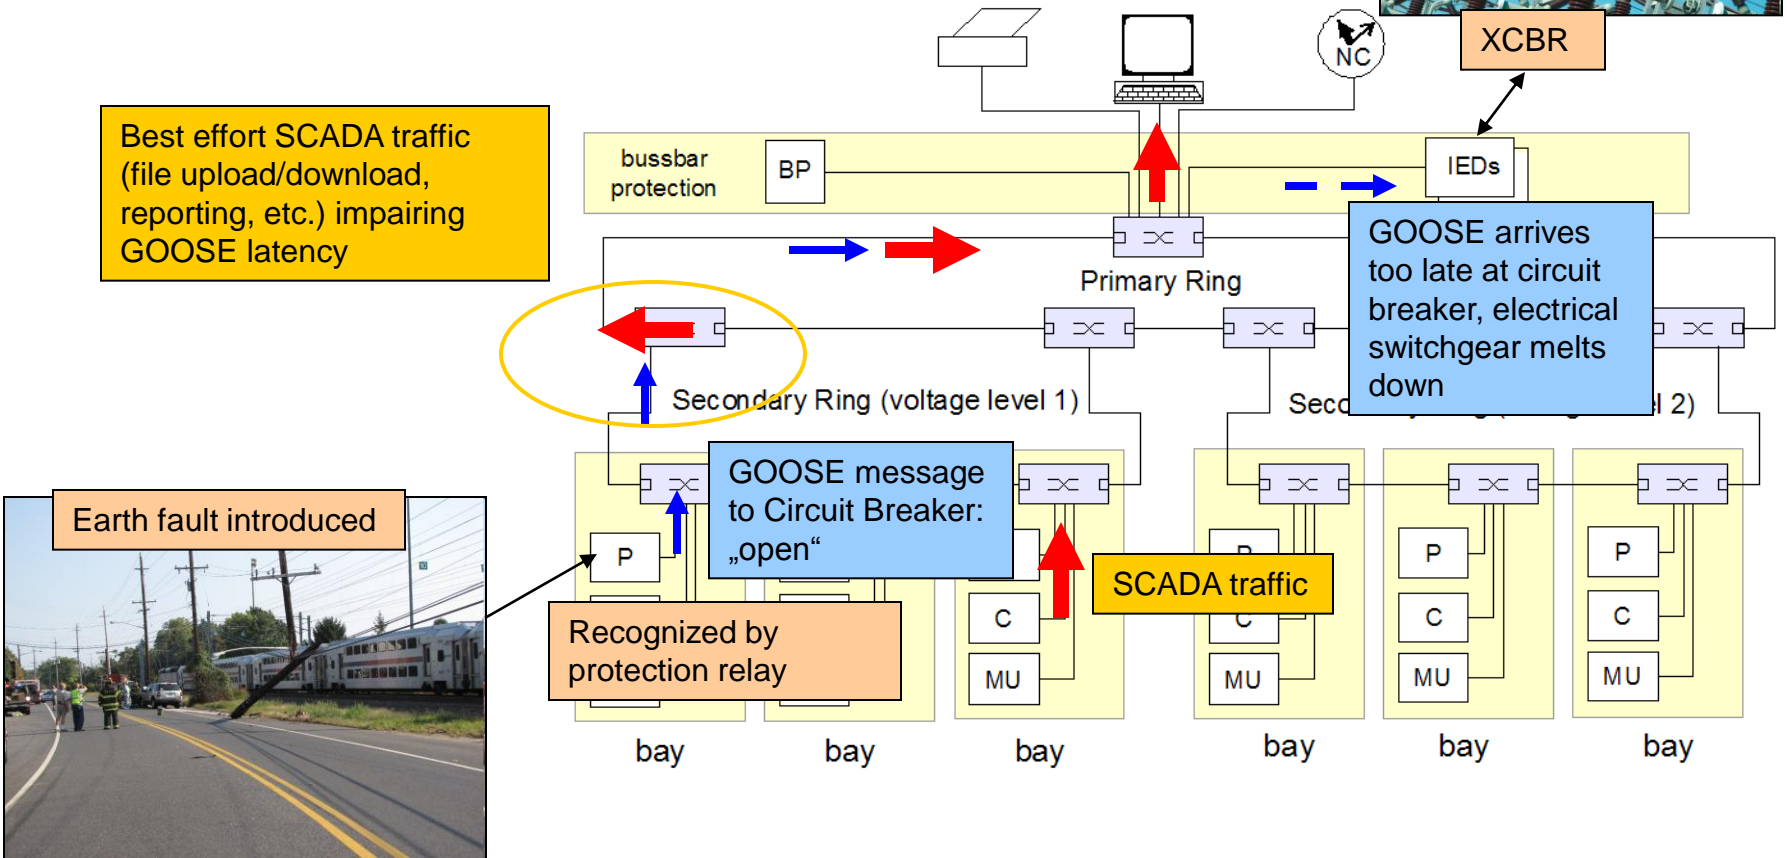 NC
XCBR
Best effort SCADA traffic
(file upload/download,
reporting, etc.) impairing
GOOSE latency
bussbar
protection
BP
IEDs
GOOSE arrives
too late at circuit
breaker, electrical
switchgear melts
down
Primary Ring
Secondary Ring (voltage level 1)
Sec
l 2)
GOOSE message
to Circuit Breaker:
„open“
Earth fault introduced
P
P
P
P
SCADA traffic
Recognized by
protection relay
C
C
C
C
MU
MU
MU
MU
bay
bay
bay
bay
bay
bay